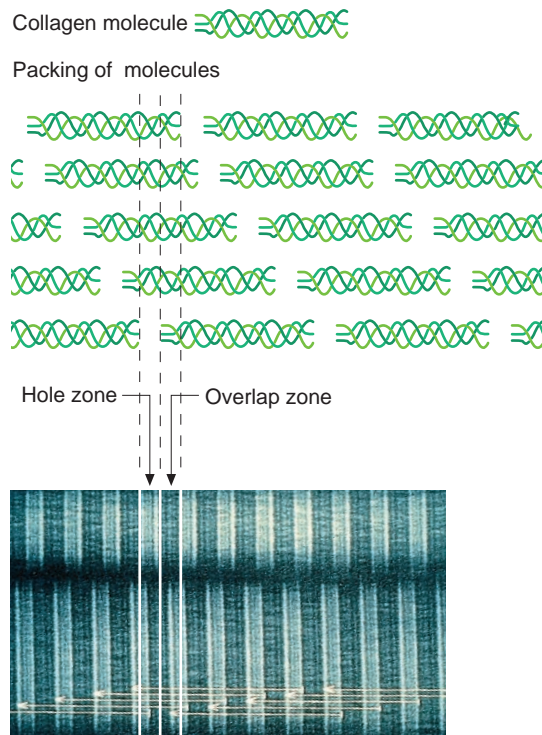 Collagen molecule
Packing of molecules
Hole zone
Overlap zone